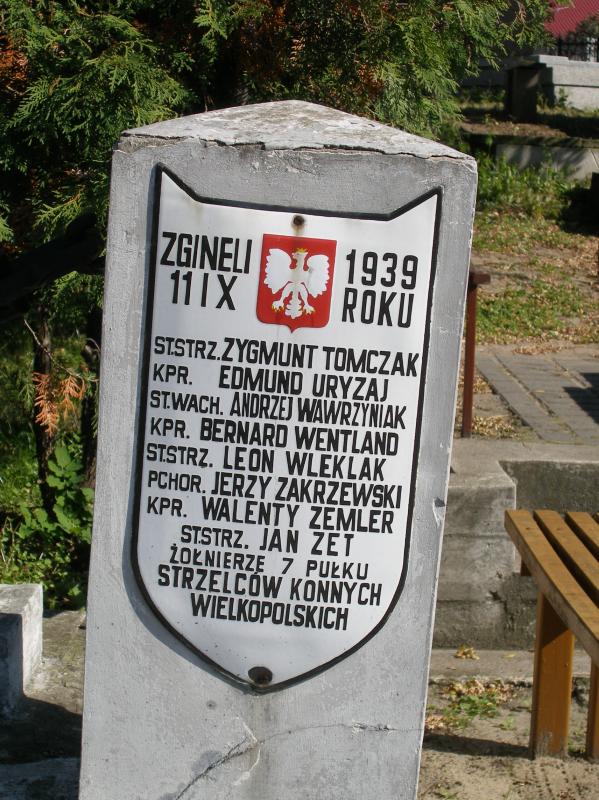 ZGINELI 1939
11 IX ROKU
ST.STRZ. ZYGMUNT TOMCZAK
KPR. EDMUND URYZAJ
ST.WACH. ANDRZEJ WAWRZYNIAK
KPR. BERNARD WENTLAND
ST.STRZ. LEON WLEKLAK
PCHOR. JERZY ZAKRZEWSKI
KPR. WALENTY ZEMLER
ST.STRZ. JAN ZET
ŻOŁNIERZE 7 PUŁKU
STRZELCÓW KONNYCH
WIELKOPOLSKICH